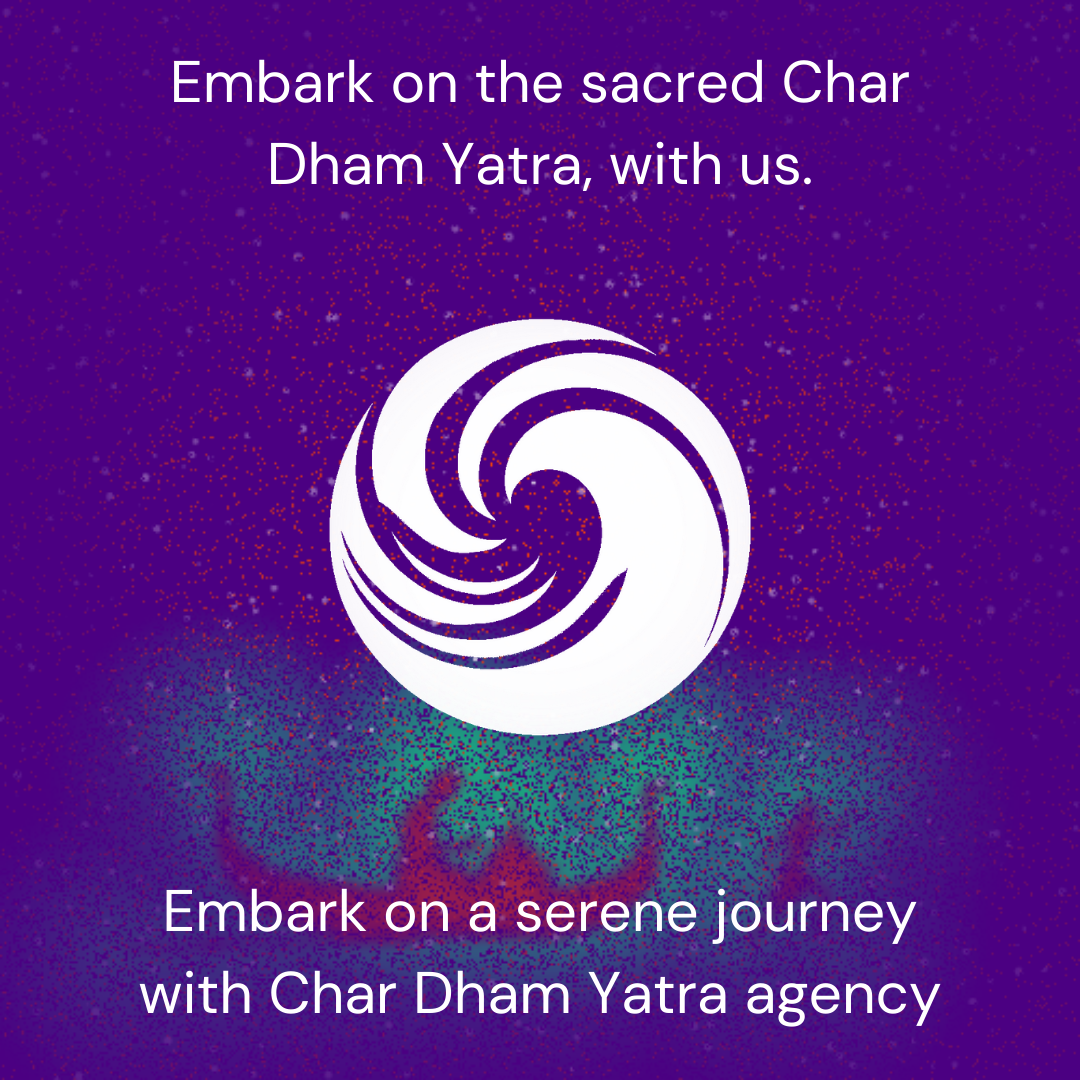 Embark on the sacred Char
Dham Yatra, with us.
Embark on a serene journey
with Char Dham Yatra agency